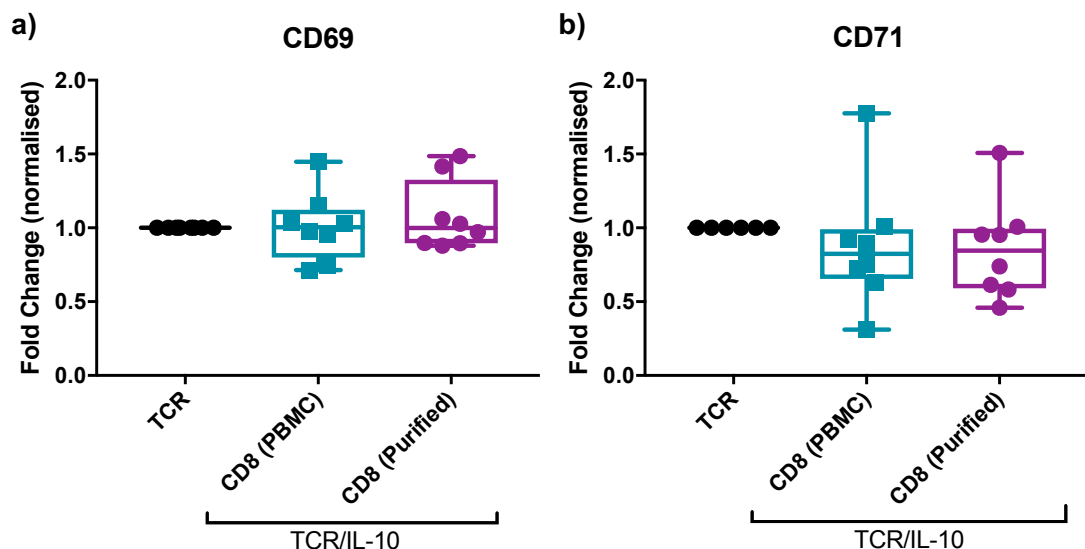 a)
CD69
Fold Change (normalised)
2.0
1.5
1.0
0.5
0.0
TCR
CD8 (PBMC)
CD8 (Purified)
TCR/IL-10
b)
CD71
Fold Change (normalised)
2.0
1.5
1.0
0.5
0.0
TCR
CD8 (PBMC)
CD8 (Purified)
TCR/IL-10